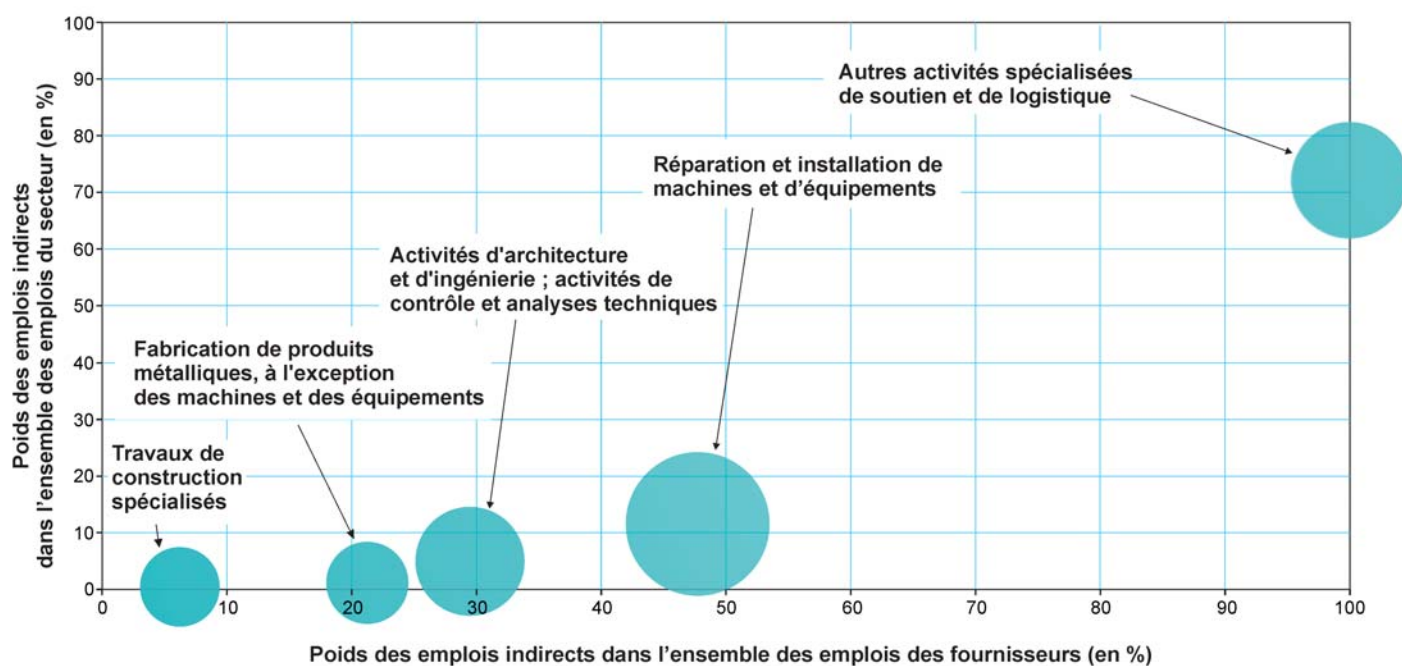 Poids des emplois indirects
dans l'ensemble des emplois du secteur (en %)
100
90
80
70
60
50
40
30
20
10
0
Autres activités spécialisées
de soutien et de logistique
Réparation et installation de
machines et d’équipements
Activités d'architecture
et d'ingénierie ; activités de
contrôle et analyses techniques
Fabrication de produits
métalliques, à l'exception
des machines et des équipements
Travaux de
construction
spécialisés
0 10 20 30 40 50 60 70 80 90 100
Poids des emplois indirects dans l’ensemble des emplois des fournisseurs (en %)